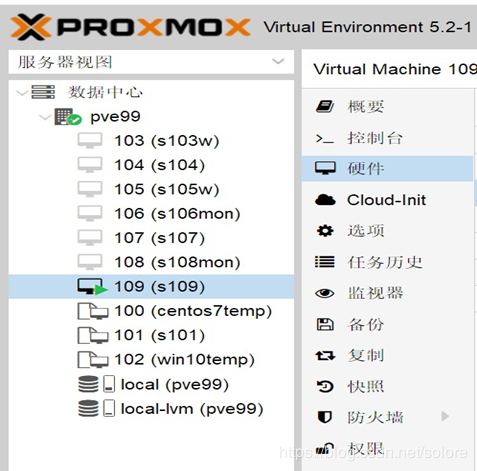 PROXMOX Virtual Environment 5.2-1
服务器视图
数据中心
pve99
103 (s103w)
104 (s104)
105 (s105w)
106 (s106mon)
107 (s107)
108 (s108mon)
109 (s109)
100 (centos7temp)
101 (s101)
102 (win10temp)
local (pve99)
local-lvm (pve99)
Virtual Machine 109
概要
控制台
硬件
Cloud-Init
选项
任务历史
监视器
备份
复制
快照
防火墙
权限
https://blog.csdn.net/solore